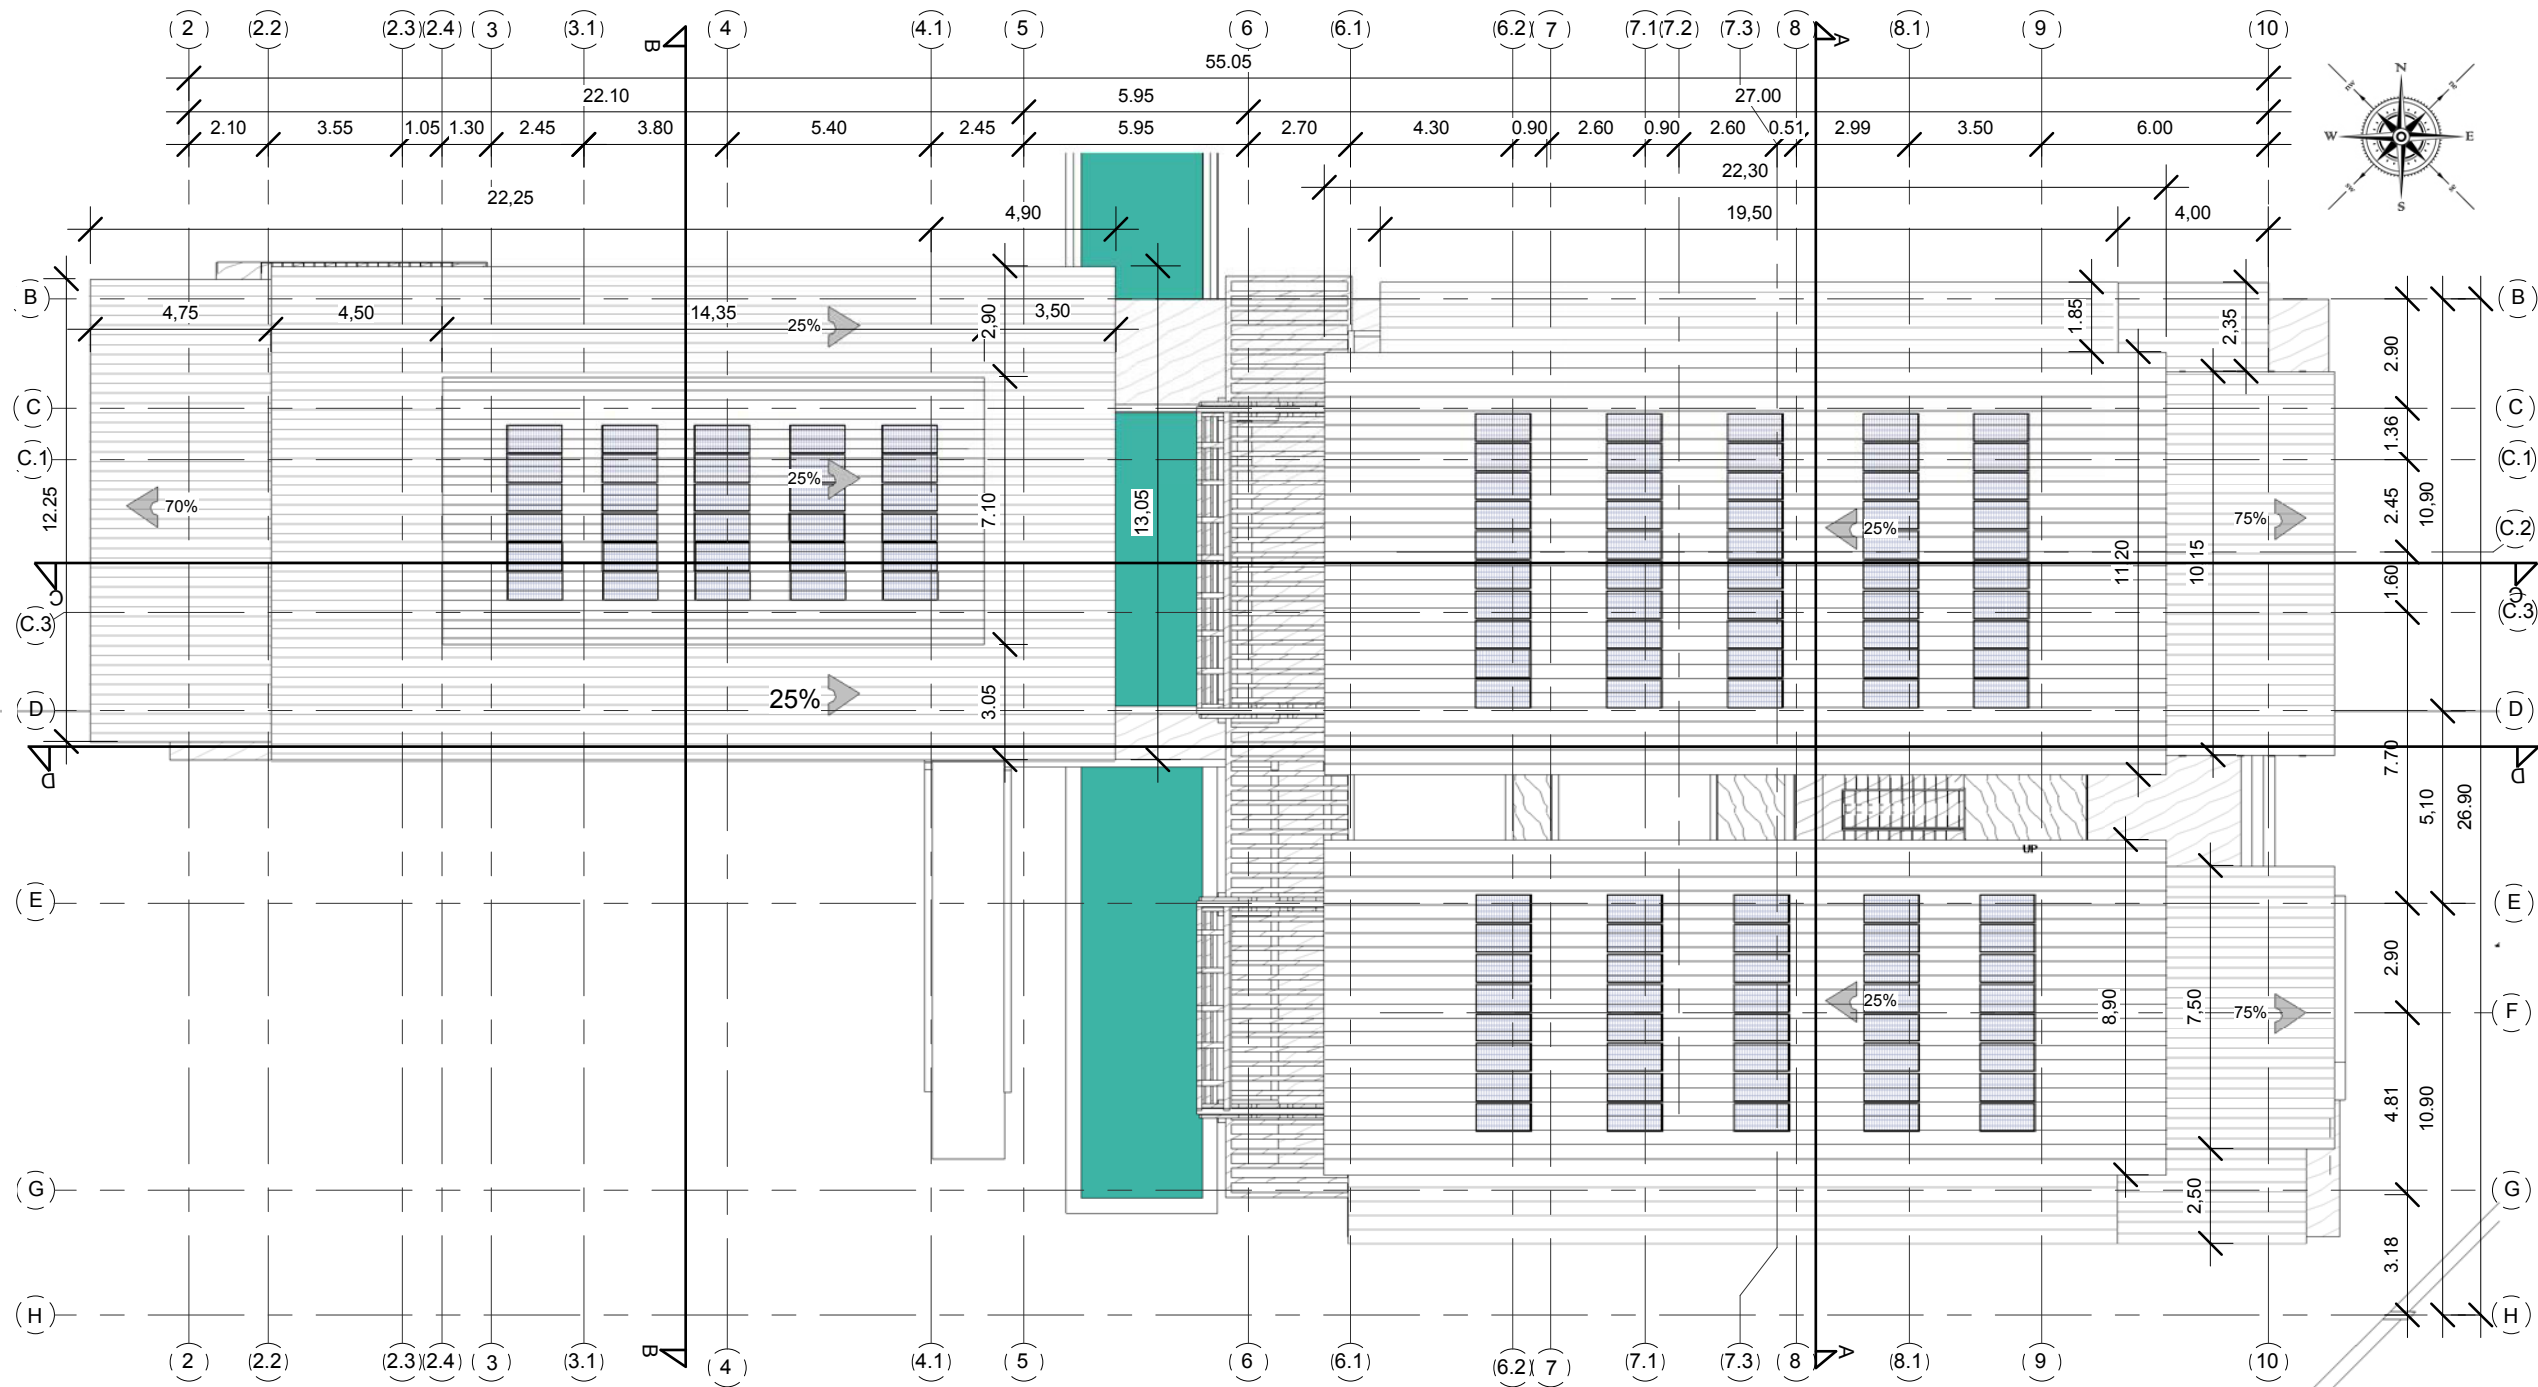 2 2.2 2.3 2.4 3 3.1 B 4 4.1 5 6 6.1 6.2 7 7.1 7.2 7.3 8 A 8.1 9 10
55.05
22.10 5.95 27.00
2.10 3.55 1.05 1.30 2.45 3.80 5.40 2.45 5.95 2.70 4.30 0.90 2.60 0.90 2.60 0.51 2.99 3.50 6.00
N
W E
S
nw
sw
22,25 22,30
4,90 19,50 4,00
B 4,75 4,50 14,35 25% 2,90 3,50 1.85 2,35 2.90 B
C 1.36 C
C.1 C.1
12.25 70% 25% 7.10 13,05 25% 75% 2.45 10,90 C.2
11,20 10,15 1.60
C C
C.3 C.3
D 25% 3.05 D
D 7.70 D
5,10 26.90
UP
E E
2.90
25% 8,90 7,50 75% F
4.81 10.90
G 2,50 G
3.18
H H
2 2.2 2.3 2.4 3 3.1 B 4 4.1 5 6 6.1 6.2 7 7.1 7.3 8 A 8.1 9 10